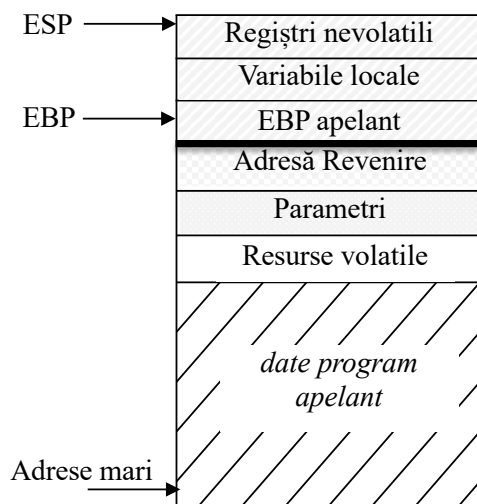 ESP
Regiștri nevolatili
Variabile locale
EBP
EBP apelant
Adresă Revenire
Parametri
Resurse volatile
date program
apelant
Adrese mari